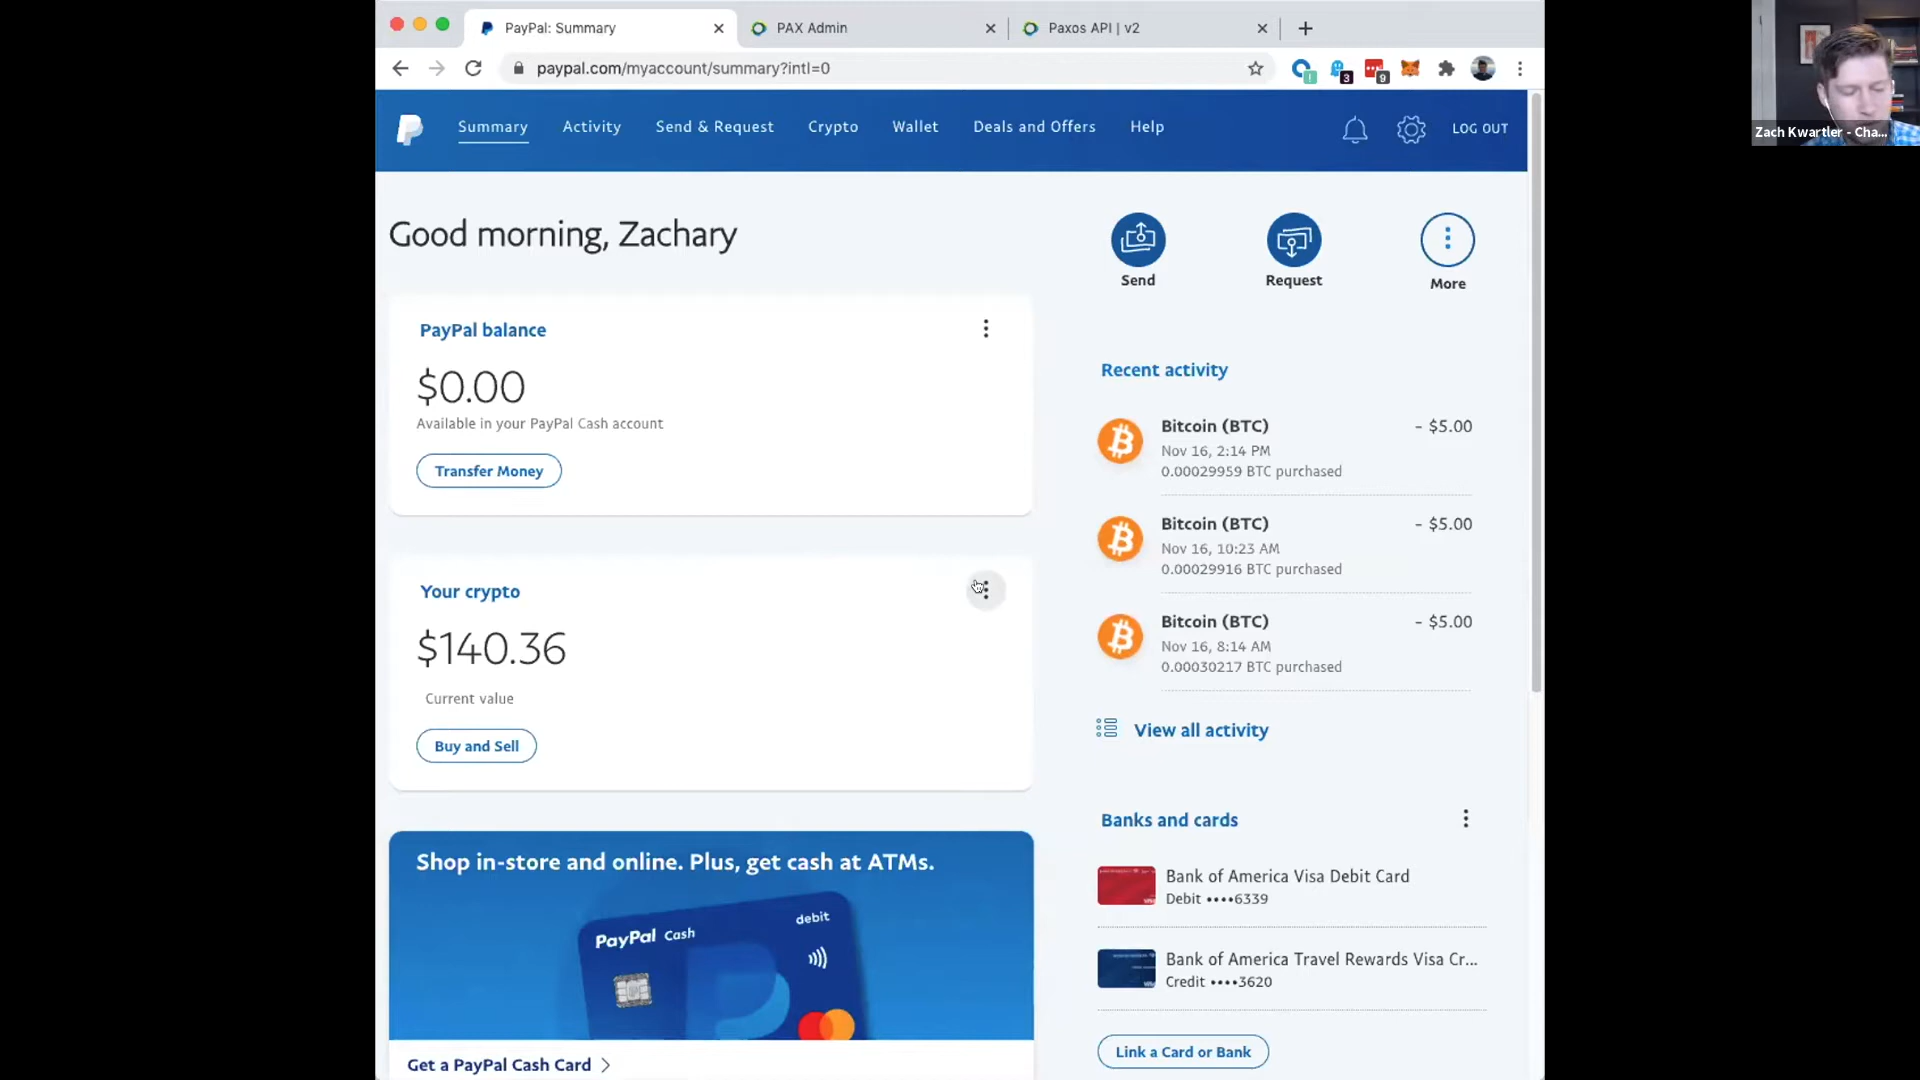 PayPal: Summary
PAX Admin
Paxos API | v2
paypal.com/myaccount/summary?intl=0
3
9
Summary
Activity
Send & Request
Crypto
Wallet
Deals and Offers
Help
LOG OUT
Zach Kwartler - Cha...
Good morning, Zachary
Send
Request
More
PayPal balance
$0.00
Available in your PayPal Cash account
Transfer Money
Your crypto
$140.36
Current value
Buy and Sell
Shop in-store and online. Plus, get cash at ATMs.
PayPal Cash
debit
Get a PayPal Cash Card
Recent activity
Bitcoin (BTC)
- $5.00
Nov 16, 2:14 PM
0.00029959 BTC purchased
Bitcoin (BTC)
- $5.00
Nov 16, 10:23 AM
0.00029916 BTC purchased
Bitcoin (BTC)
- $5.00
Nov 16, 8:14 AM
0.00030217 BTC purchased
View all activity
Banks and cards
Bank of America Visa Debit Card
Debit ••••6339
Bank of America Travel Rewards Visa Cr...
Credit ••••3620
Link a Card or Bank